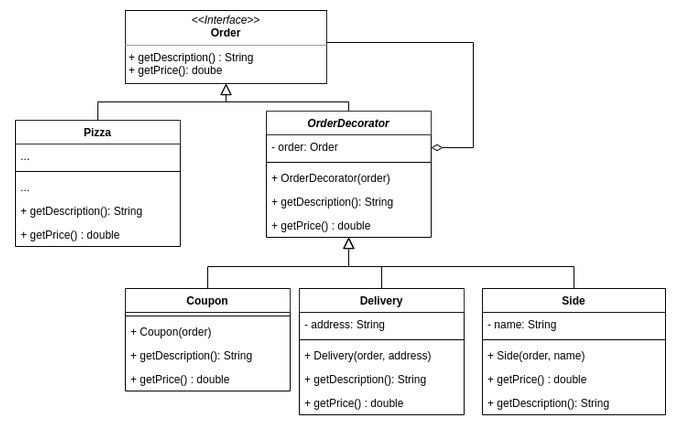 <<Interface>>
Order
+ getDescription() : String
+ getPrice(): doube
Pizza
...
...
+ getDescription(): String
+ getPrice() : double
OrderDecorator
- order: Order
+ OrderDecorator(order)
+ getDescription(): String
+ getPrice() : double
Coupon
+ Coupon(order)
+ getDescription(): String
+ getPrice() : double
Delivery
- address: String
+ Delivery(order, address)
+ getDescription(): String
+ getPrice() : double
Side
- name: String
+ Side(order, name)
+ getPrice() : double
+ getDescription(): String